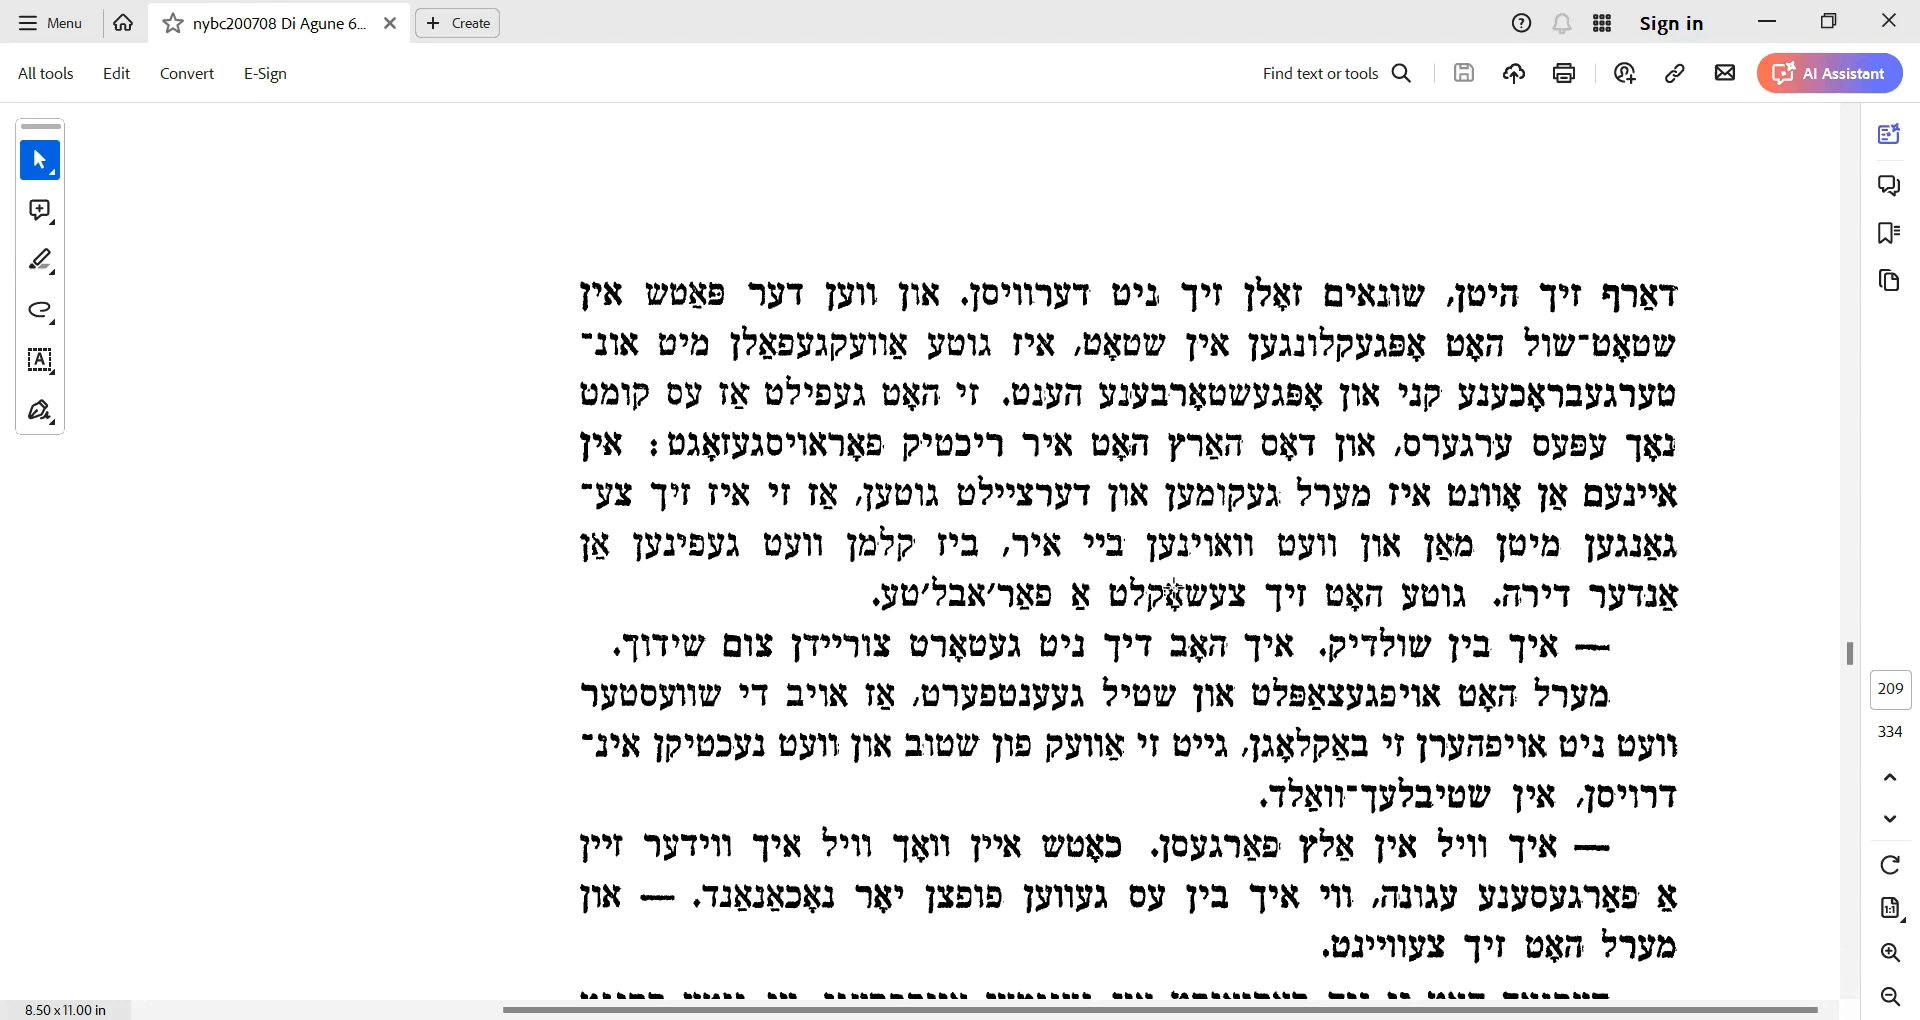 Menu
nybc200708 Di Agune 6...
Create
Sign in
All tools
Edit
Convert
E-Sign
Find text or tools
AI Assistant
דאַרף זיך היטן, שונאים זאָלן זיך ניט דערוויסן. און ווען דער פּאַטש אין
שטאָט־שול האָט אָפּגעקלונגען אין שטאָט, איז גוטע אַוועקגעפאַלן מיט אונ־
טערגעבראָכענע קני און אָפּגעשטאָרבענע הענט. זי האָט געפילט אַז עס קומט
נאָך עפּעס ערגערס, און דאָס האַרץ האָט איר ריכטיק פאָראויסגעזאָגט: אין
איינעם אַן אָוונט איז מערל געקומען און דערציילט גוטען, אַז זי איז זיך צע־
גאַנגען מיטן מאַן און וועט וואוינען ביי איר, ביז קלמן וועט געפינען אַן
אַנדער דירה. גוטע האָט זיך צעשאָקלט אַ פאַר׳אבל׳טע.
— איך בין שולדיק. איך האָב דיך ניט געטאָרט צוריידן צום שידוך.
מערל האָט אויפגעצאַפּלט און שטיל געענטפערט, אַז אויב די שוועסטער
וועט ניט אויפהערן זי באַקלאָגן, גייט זי אַוועק פון שטוב און וועט נעכטיקן אינ־
דרויסן, אין שטיבלעך־וואַלד.
— איך וויל אין אַלץ פאַרגעסן. כאָטש איין וואָך וויל איך ווידער זיין
אַ פאַרגעסענע עגונה, ווי איך בין עס געווען פופצן יאָר נאָכאַנאַנד. — און
מערל האָט זיך צעוויינט.
209
334
8.50 x 11.00 in